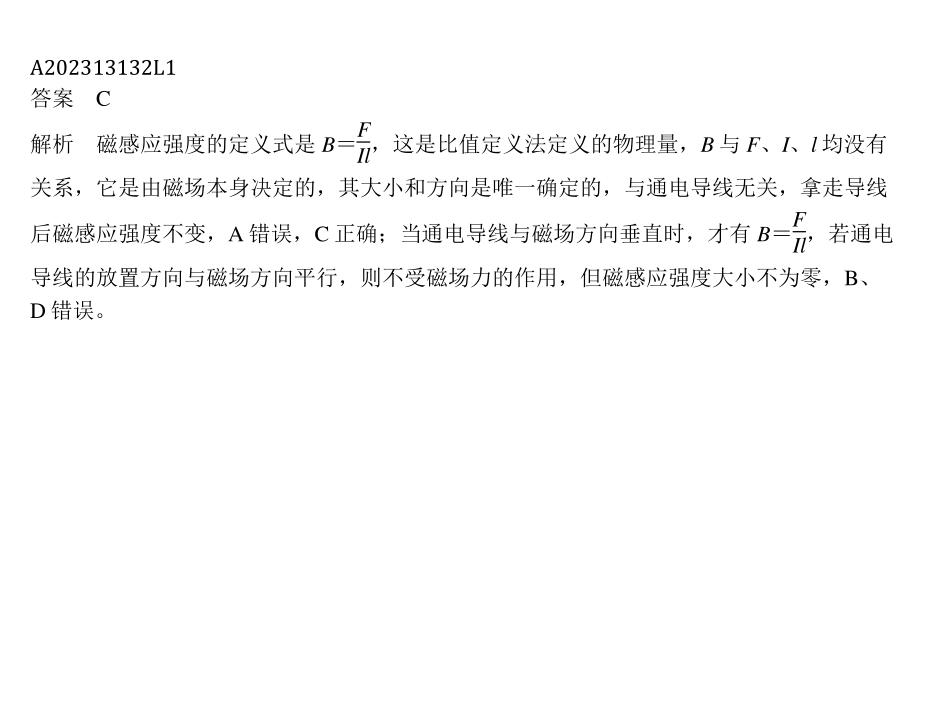 A202313132L1
答案 C
解析 磁感应强度的定义式是 B=F/Il，这是比值定义法定义的物理量，B 与 F、I、l 均没有
关系，它是由磁场本身决定的，其大小和方向是唯一确定的，与通电导线无关，拿走导线
后磁感应强度不变，A 错误，C 正确；当通电导线与磁场方向垂直时，才有 B=F/Il，若通电
导线的放置方向与磁场方向平行，则不受磁场力的作用，但磁感应强度大小不为零，B、
D 错误。